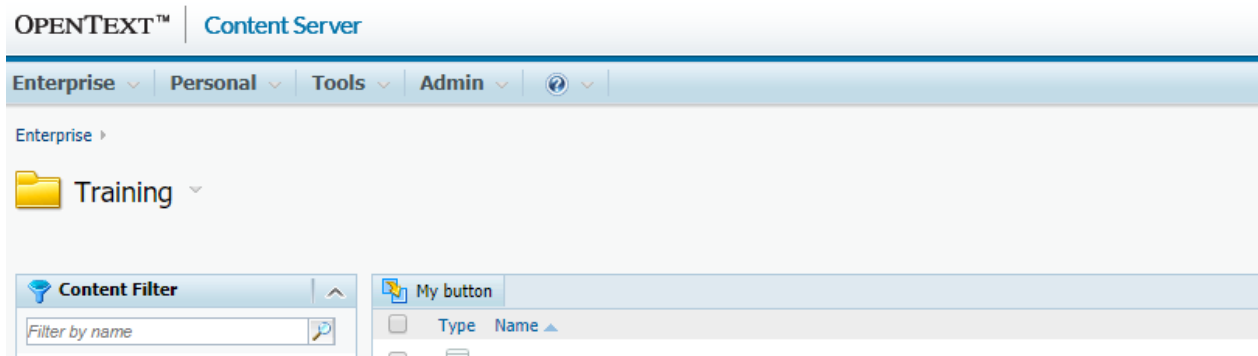 OPENTEXT™ Content Server
Enterprise Personal Tools Admin ?
Enterprise
Training
Content Filter
My button
Filter by name
Type Name